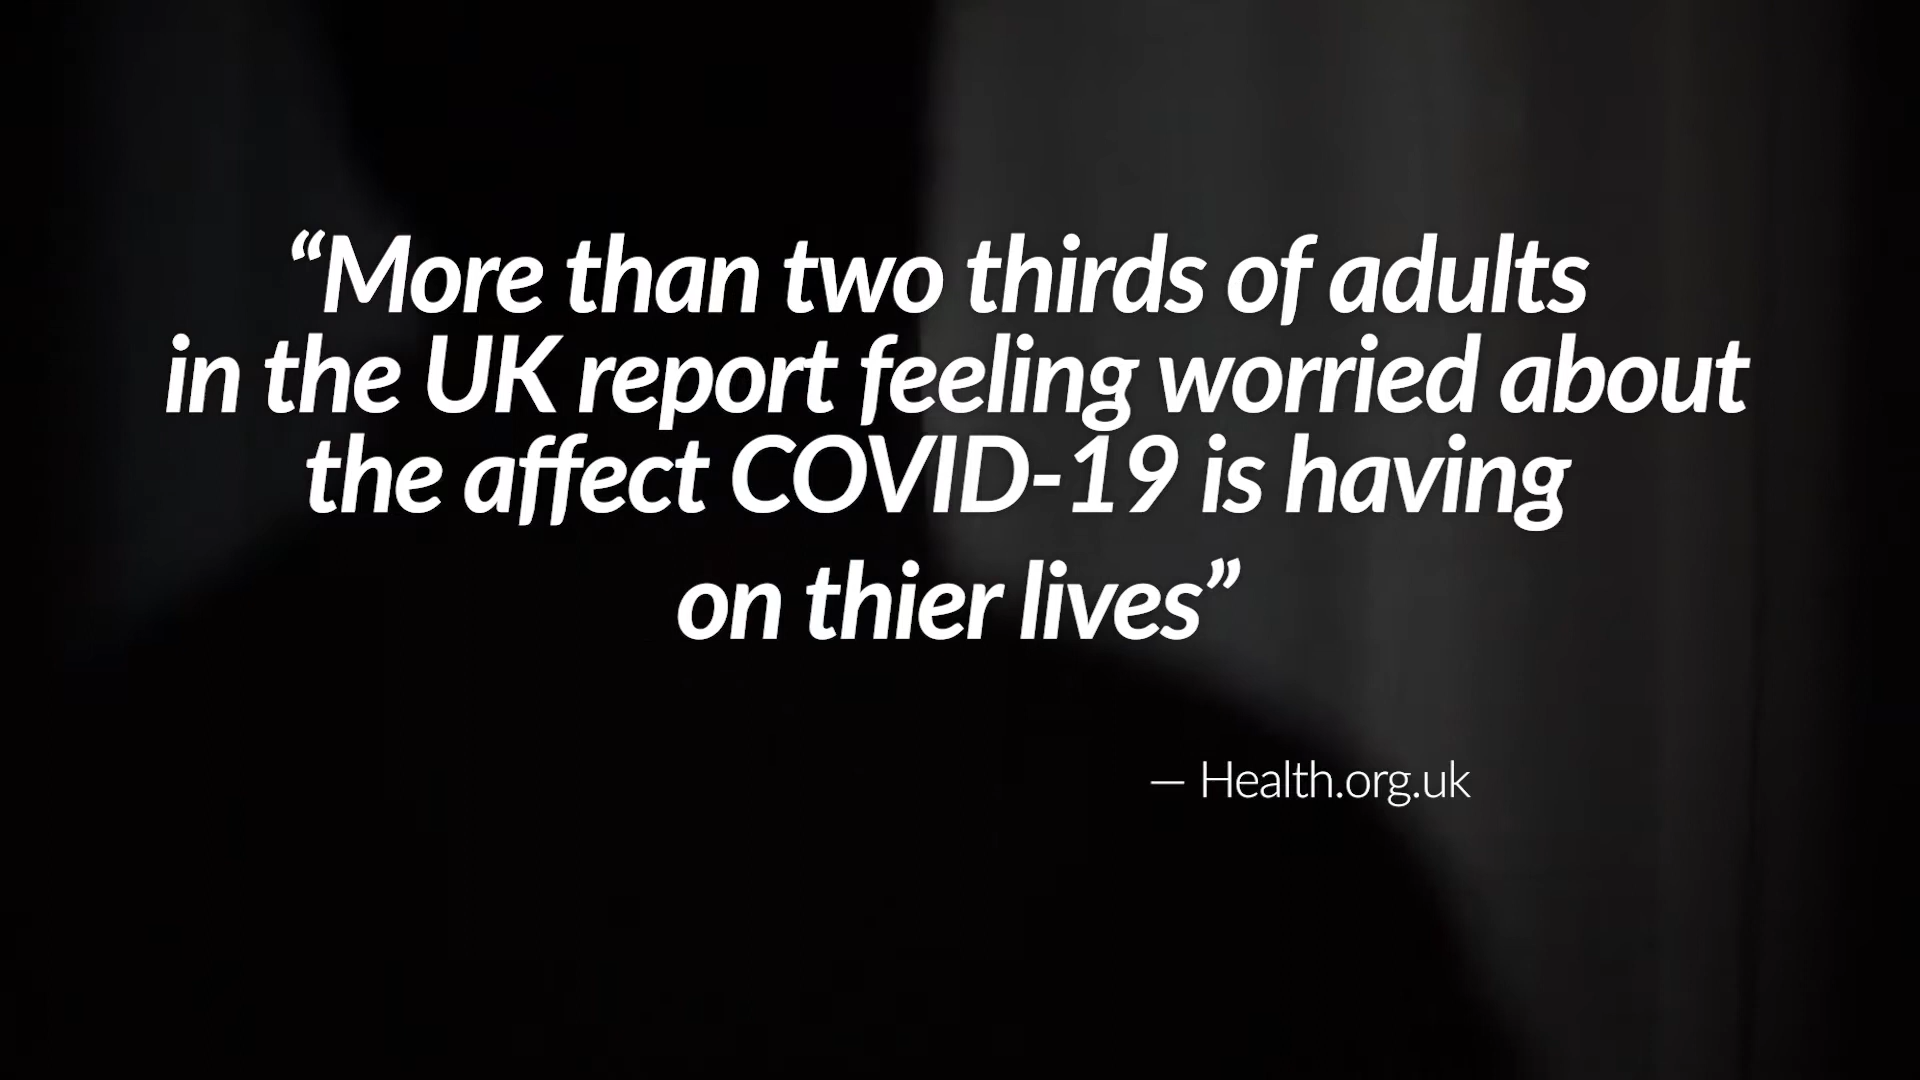 “More than two thirds of adults
in the UK report feeling worried about
the affect COVID-19 is having
on thier lives”
— Health.org.uk